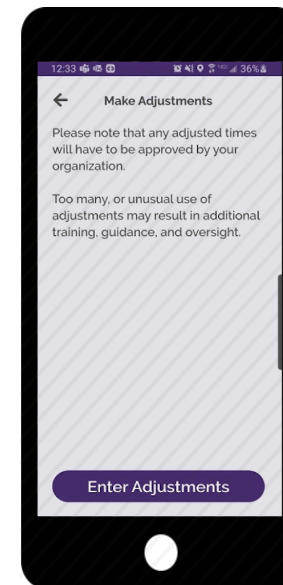 12:33 36%
Make Adjustments
Please note that any adjusted times
will have to be approved by your
organization.
Too many, or unusual use of
adjustments may result in additional
training, guidance, and oversight.
Enter Adjustments